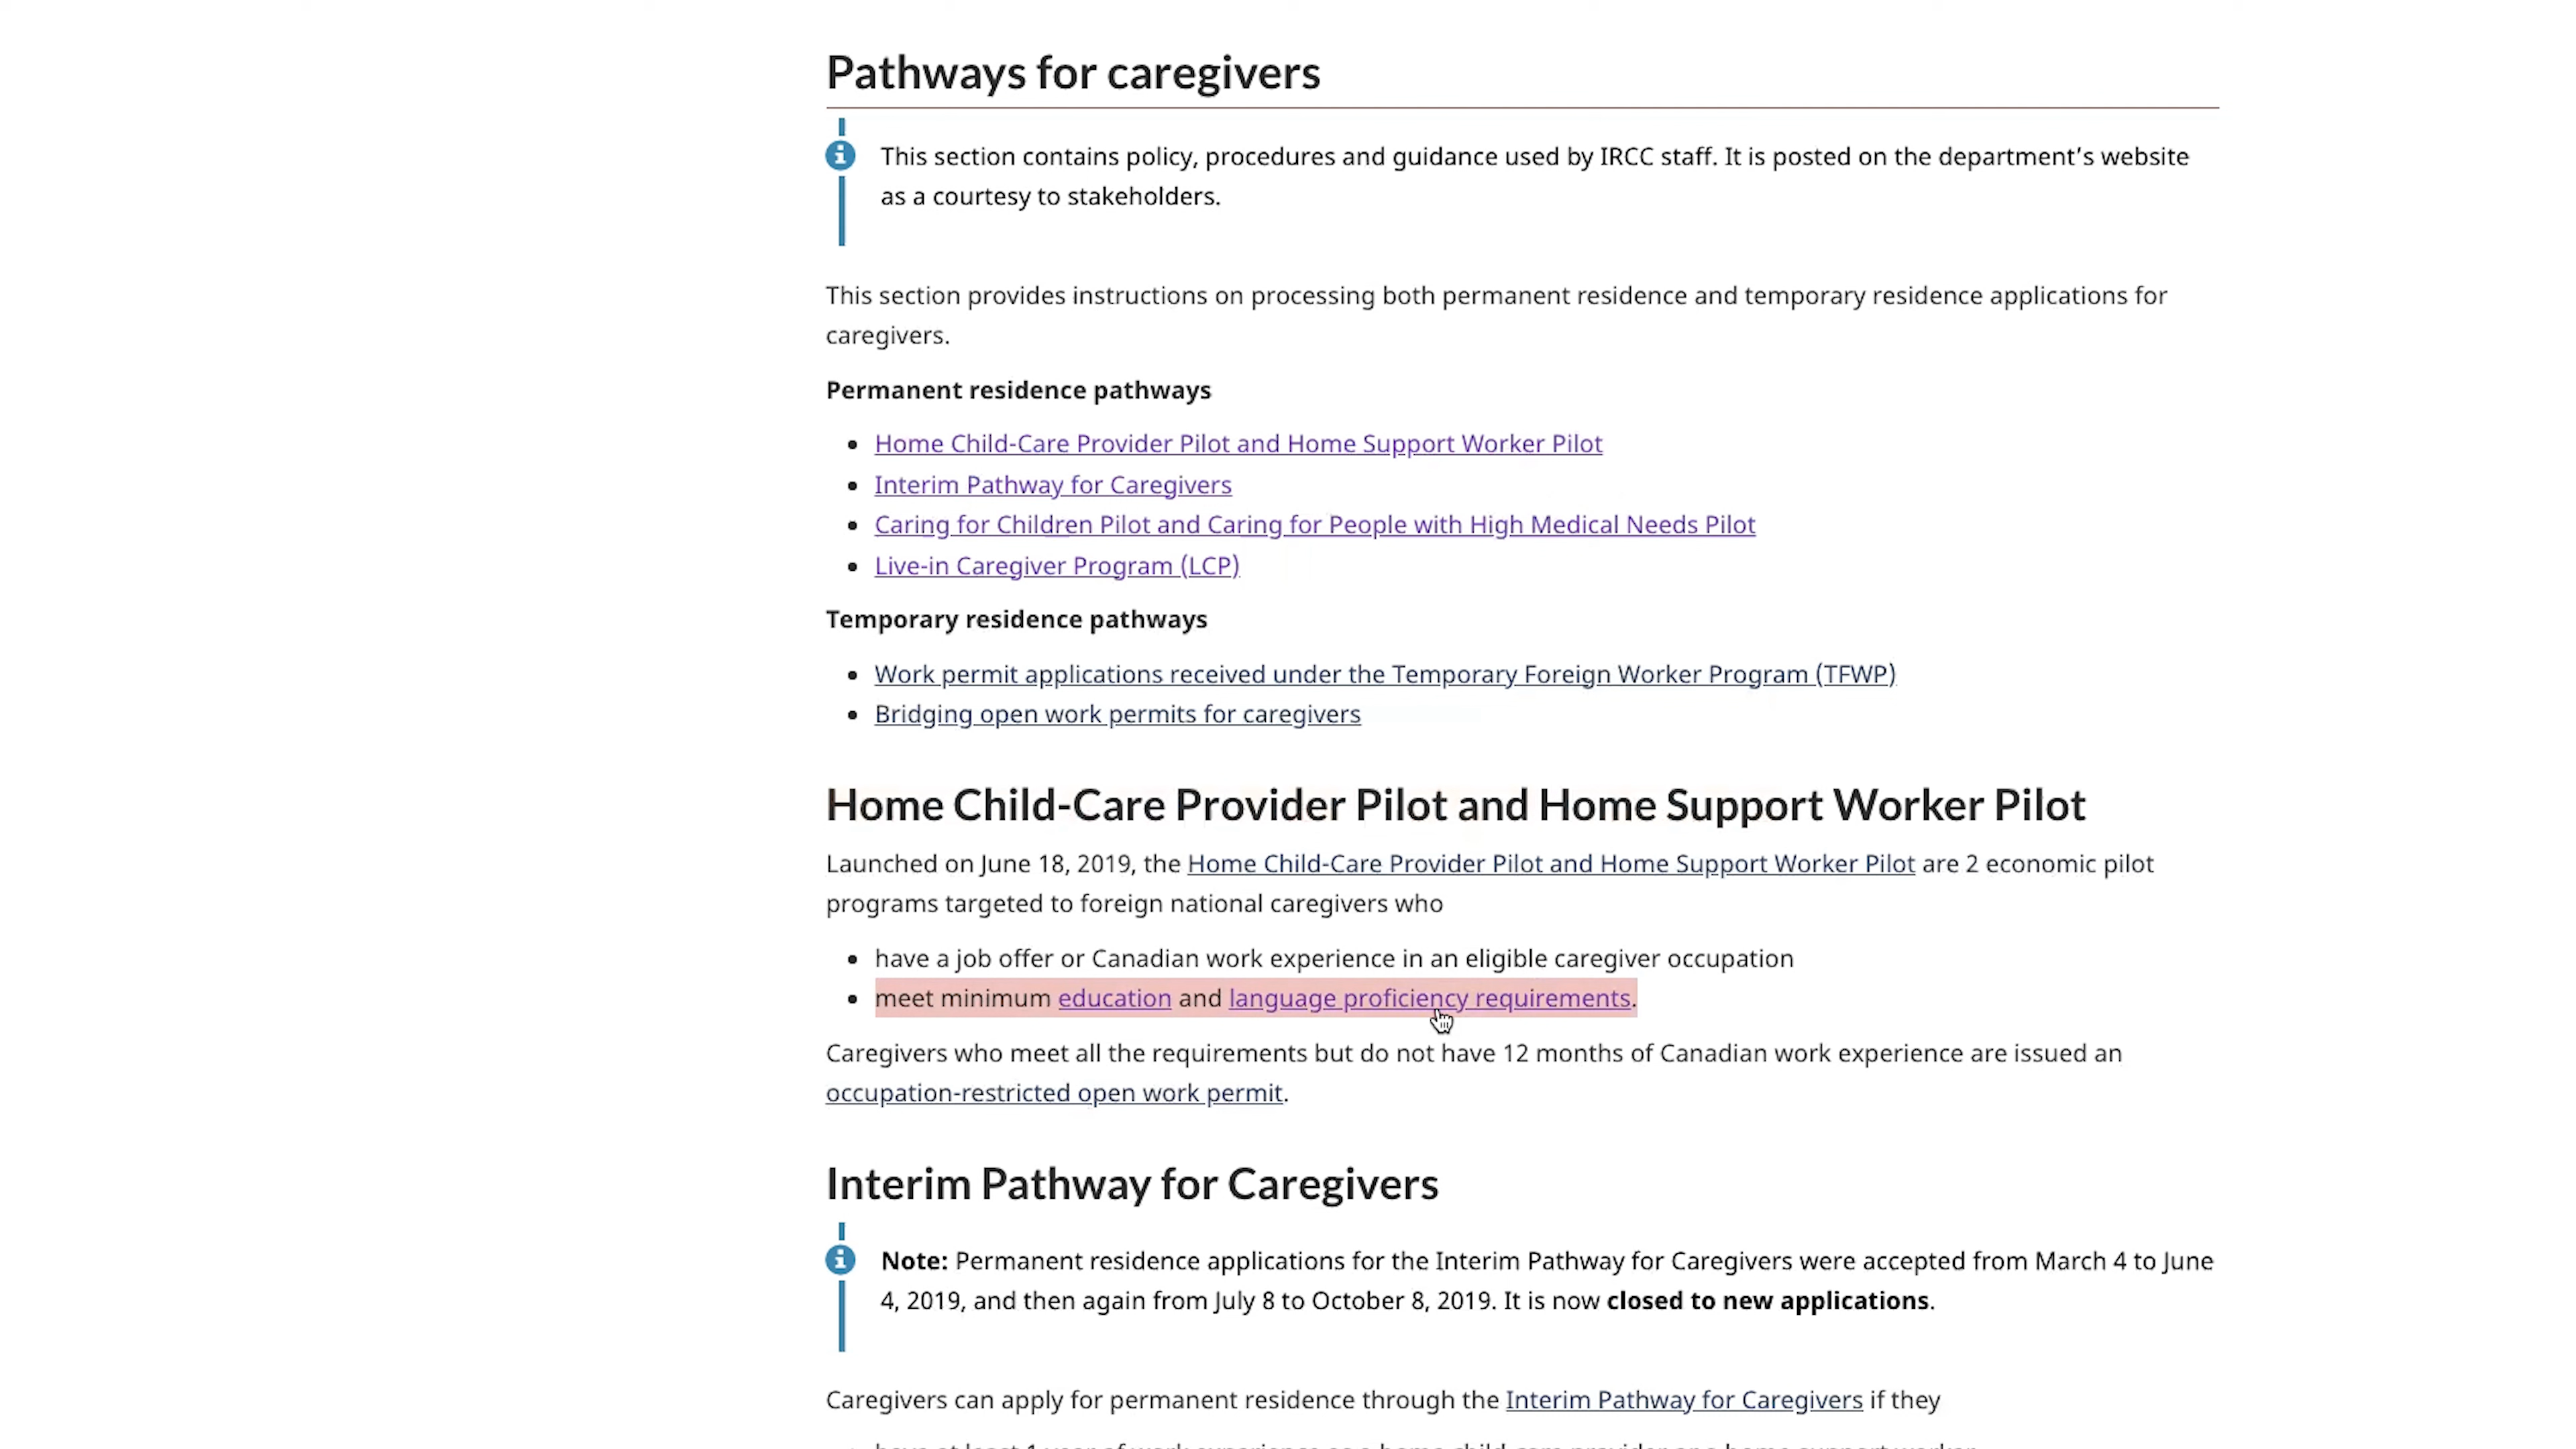 Pathways for caregivers
This section contains policy, procedures and guidance used by IRCC staff. It is posted on the department’s website
as a courtesy to stakeholders.
This section provides instructions on processing both permanent residence and temporary residence applications for
caregivers.
Permanent residence pathways
Home Child-Care Provider Pilot and Home Support Worker Pilot
Interim Pathway for Caregivers
Caring for Children Pilot and Caring for People with High Medical Needs Pilot
Live-in Caregiver Program (LCP)
Temporary residence pathways
Work permit applications received under the Temporary Foreign Worker Program (TFWP)
Bridging open work permits for caregivers
Home Child-Care Provider Pilot and Home Support Worker Pilot
Launched on June 18, 2019, the Home Child-Care Provider Pilot and Home Support Worker Pilot are 2 economic pilot
programs targeted to foreign national caregivers who
have a job offer or Canadian work experience in an eligible caregiver occupation
meet minimum education and language proficiency requirements.
Caregivers who meet all the requirements but do not have 12 months of Canadian work experience are issued an
occupation-restricted open work permit.
Interim Pathway for Caregivers
Note: Permanent residence applications for the Interim Pathway for Caregivers were accepted from March 4 to June
4, 2019, and then again from July 8 to October 8, 2019. It is now closed to new applications.
Caregivers can apply for permanent residence through the Interim Pathway for Caregivers if they